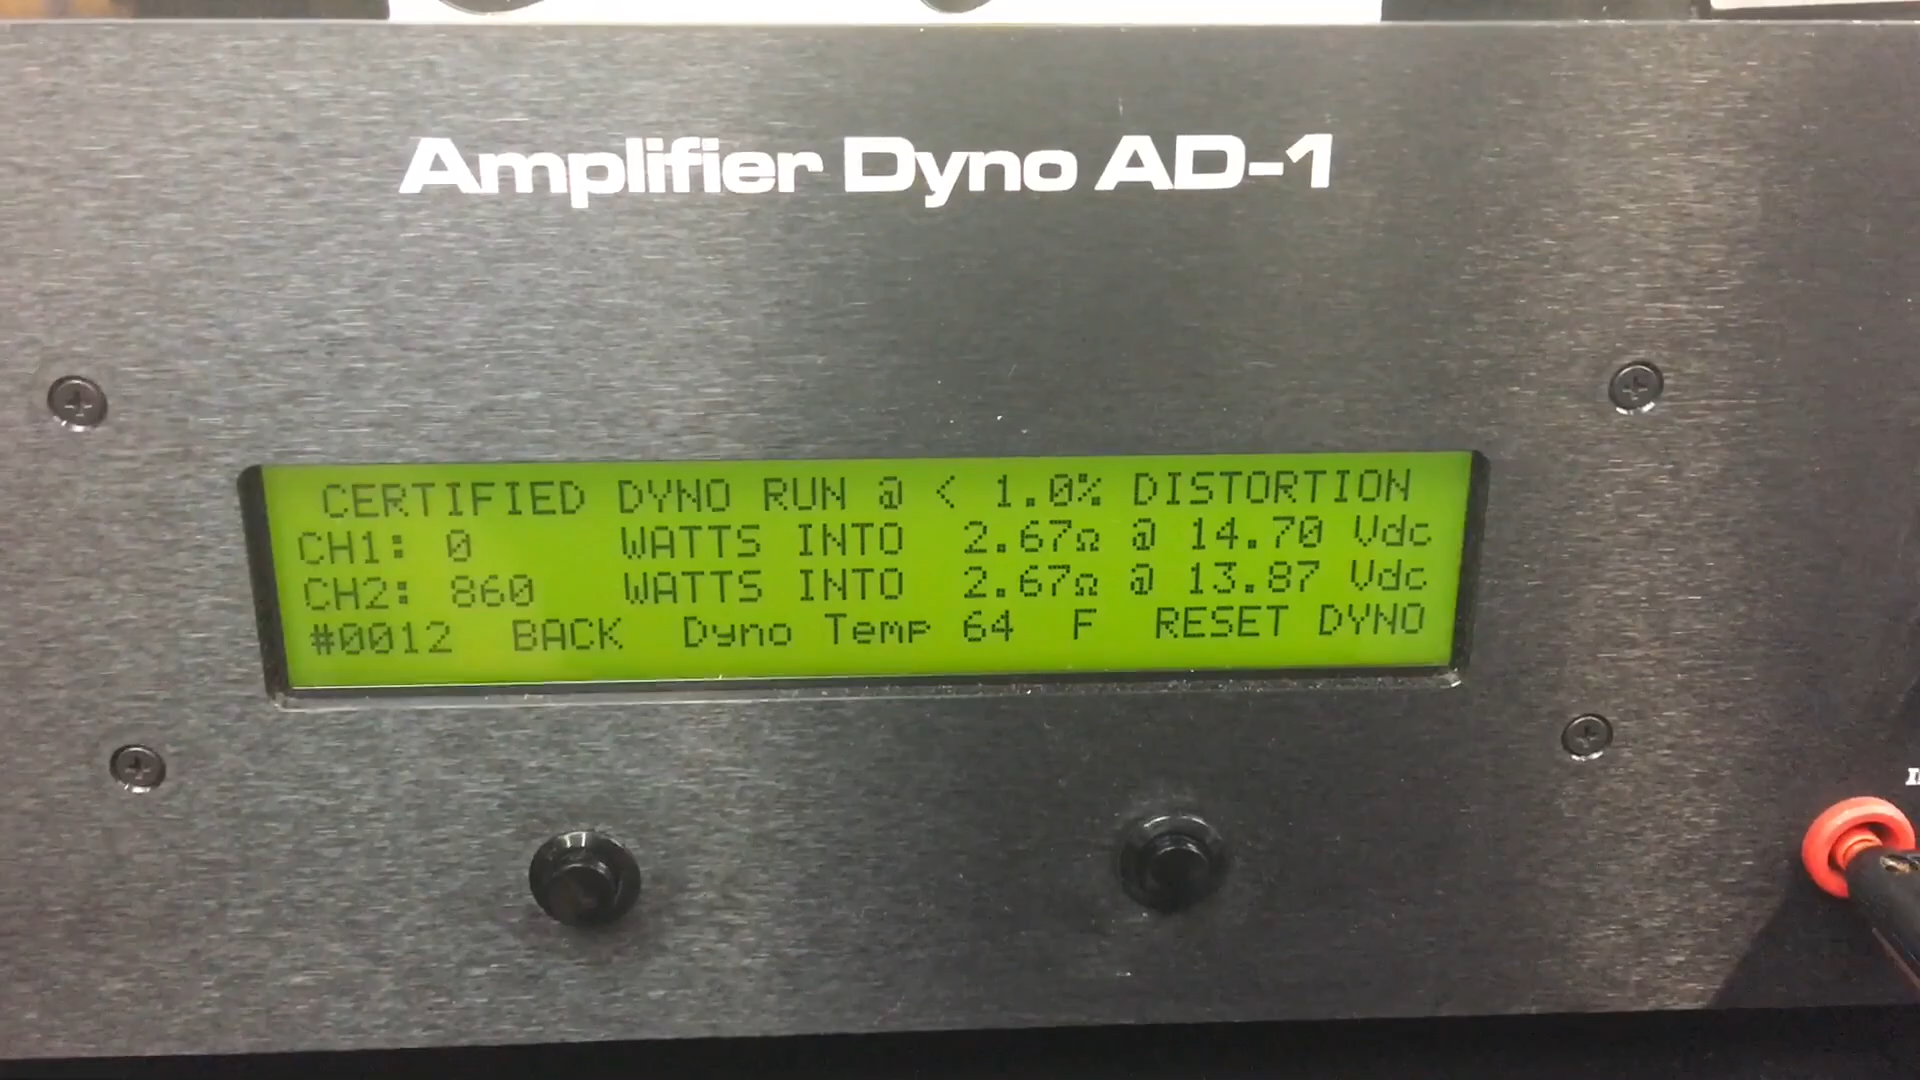 Amplifier Dyno AD-1
CERTIFIED DYNO RUN @ < 1.0% DISTORTION
CH1: 0 WATTS INTO 2.67Ω @ 14.70 Vdc
CH2: 860 WATTS INTO 2.67Ω @ 13.87 Vdc
#0012 BACK Dyno Temp 64 F RESET DYNO